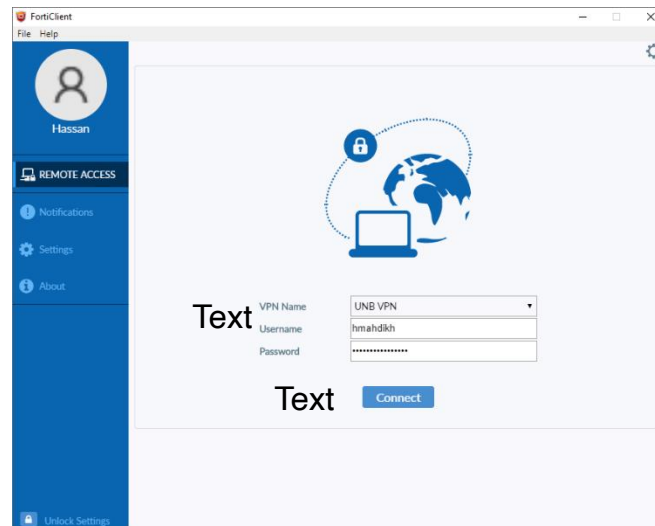 FortiClient
File Help
Hassan
REMOTE ACCESS
Notifications
Settings
About
Text
VPN Name UNB VPN
Username hmahdikh
Password ••••••••••••••••
Text
Connect
Unlock Settings